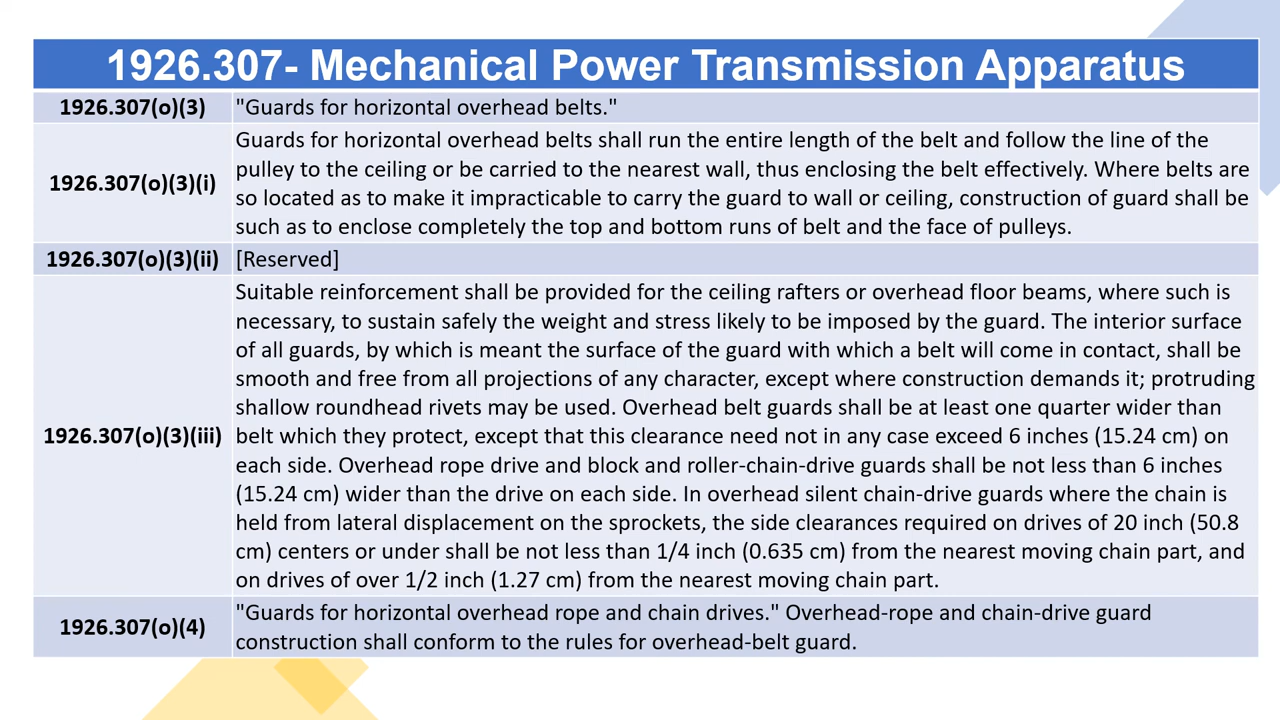 1926.307- Mechanical Power Transmission Apparatus
1926.307(o)(3)
"Guards for horizontal overhead belts."
1926.307(o)(3)(i)
Guards for horizontal overhead belts shall run the entire length of the belt and follow the line of the
pulley to the ceiling or be carried to the nearest wall, thus enclosing the belt effectively. Where belts are
so located as to make it impracticable to carry the guard to wall or ceiling, construction of guard shall be
such as to enclose completely the top and bottom runs of belt and the face of pulleys.
1926.307(o)(3)(ii)
[Reserved]
1926.307(o)(3)(iii)
Suitable reinforcement shall be provided for the ceiling rafters or overhead floor beams, where such is
necessary, to sustain safely the weight and stress likely to be imposed by the guard. The interior surface
of all guards, by which is meant the surface of the guard with which a belt will come in contact, shall be
smooth and free from all projections of any character, except where construction demands it; protruding
shallow roundhead rivets may be used. Overhead belt guards shall be at least one quarter wider than
belt which they protect, except that this clearance need not in any case exceed 6 inches (15.24 cm) on
each side. Overhead rope drive and block and roller-chain-drive guards shall be not less than 6 inches
(15.24 cm) wider than the drive on each side. In overhead silent chain-drive guards where the chain is
held from lateral displacement on the sprockets, the side clearances required on drives of 20 inch (50.8
cm) centers or under shall be not less than 1/4 inch (0.635 cm) from the nearest moving chain part, and
on drives of over 1/2 inch (1.27 cm) from the nearest moving chain part.
1926.307(o)(4)
"Guards for horizontal overhead rope and chain drives." Overhead-rope and chain-drive guard
construction shall conform to the rules for overhead-belt guard.